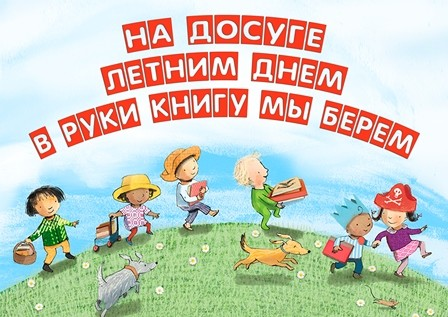 НА ДОСУГЕ
ЛЕТНИМ ДНЕМ
В РУКИ КНИГУ МЫ БЕРЕМ